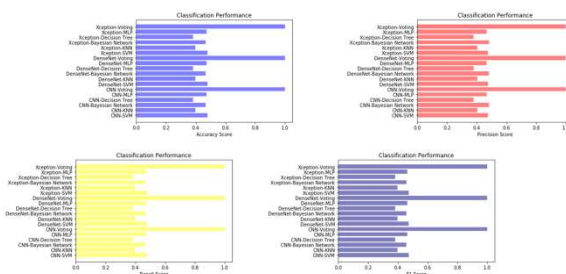 Classification Performance
Xception-Voting
Xception-MLP
Xception-Decision Tree
Xception-Bayesian Network
Xception-KNN
Xception-SVM
DenseNet-Voting
DenseNet-MLP
DenseNet-Decision Tree
DenseNet-Bayesian Network
DenseNet-KNN
DenseNet-SVM
CNN-Voting
CNN-MLP
CNN-Decision Tree
CNN-Bayesian Network
CNN-KNN
CNN-SVM
0.0 0.2 0.4 0.6 0.8 1.0
Accuracy Score
Classification Performance
Xception-Voting
Xception-MLP
Xception-Decision Tree
Xception-Bayesian Network
Xception-KNN
Xception-SVM
DenseNet-Voting
DenseNet-MLP
DenseNet-Decision Tree
DenseNet-Bayesian Network
DenseNet-KNN
DenseNet-SVM
CNN-Voting
CNN-MLP
CNN-Decision Tree
CNN-Bayesian Network
CNN-KNN
CNN-SVM
0.0 0.2 0.4 0.6 0.8 1.0
Precision Score
Classification Performance
Xception-Voting
Xception-MLP
Xception-Decision Tree
Xception-Bayesian Network
Xception-KNN
Xception-SVM
DenseNet-Voting
DenseNet-MLP
DenseNet-Decision Tree
DenseNet-Bayesian Network
DenseNet-KNN
DenseNet-SVM
CNN-Voting
CNN-MLP
CNN-Decision Tree
CNN-Bayesian Network
CNN-KNN
CNN-SVM
0.0 0.2 0.4 0.6 0.8 1.0
Classification Performance
Xception-Voting
Xception-MLP
Xception-Decision Tree
Xception-Bayesian Network
Xception-KNN
Xception-SVM
DenseNet-Voting
DenseNet-MLP
DenseNet-Decision Tree
DenseNet-Bayesian Network
DenseNet-KNN
DenseNet-SVM
CNN-Voting
CNN-MLP
CNN-Decision Tree
CNN-Bayesian Network
CNN-KNN
CNN-SVM
0.0 0.2 0.4 0.6 0.8 1.0